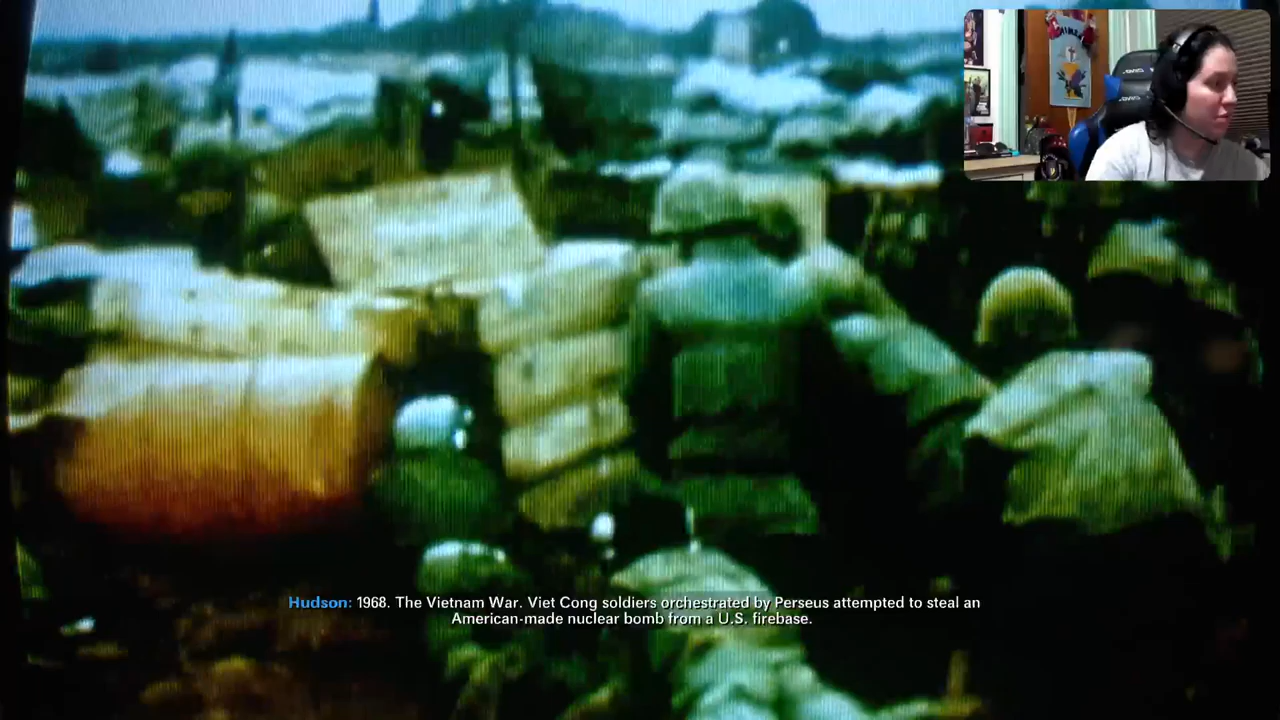 Hudson: 1968. The Vietnam War. Viet Cong soldiers orchestrated by Perseus attempted to steal an
American-made nuclear bomb from a U.S. firebase.